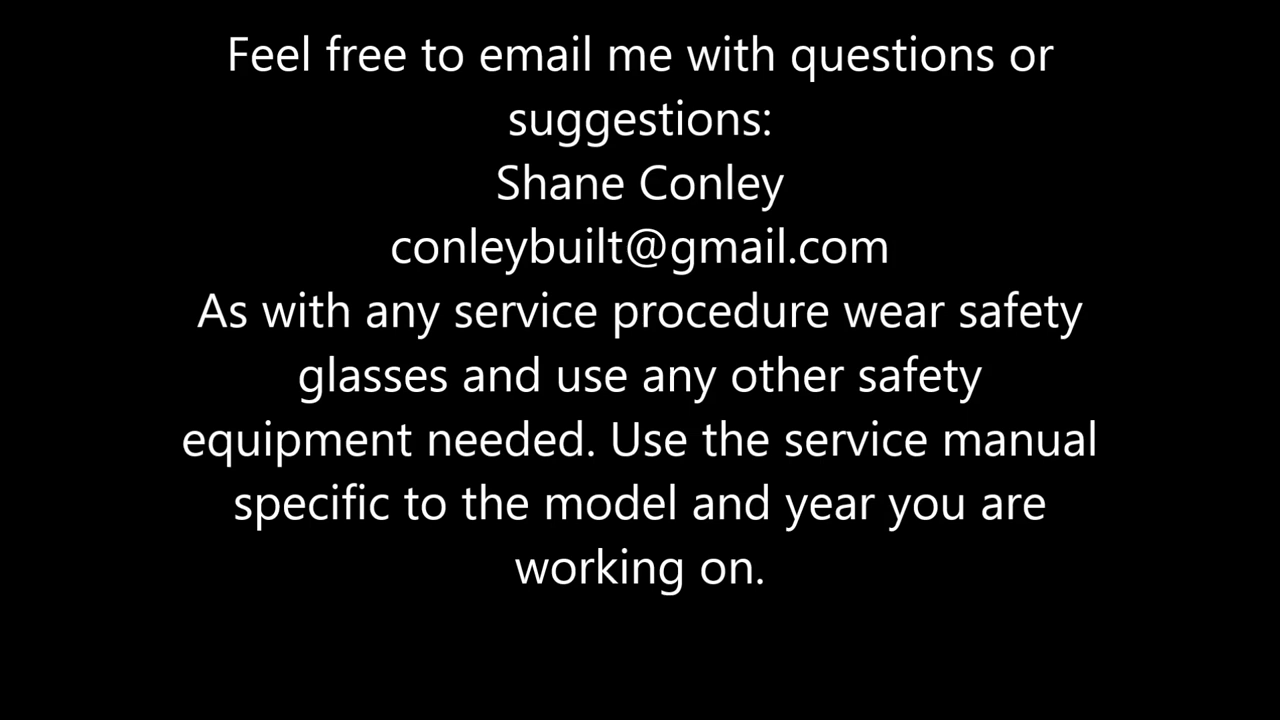 Feel free to email me with questions or
suggestions:
Shane Conley
conleybuilt@gmail.com
As with any service procedure wear safety
glasses and use any other safety
equipment needed. Use the service manual
specific to the model and year you are
working on.